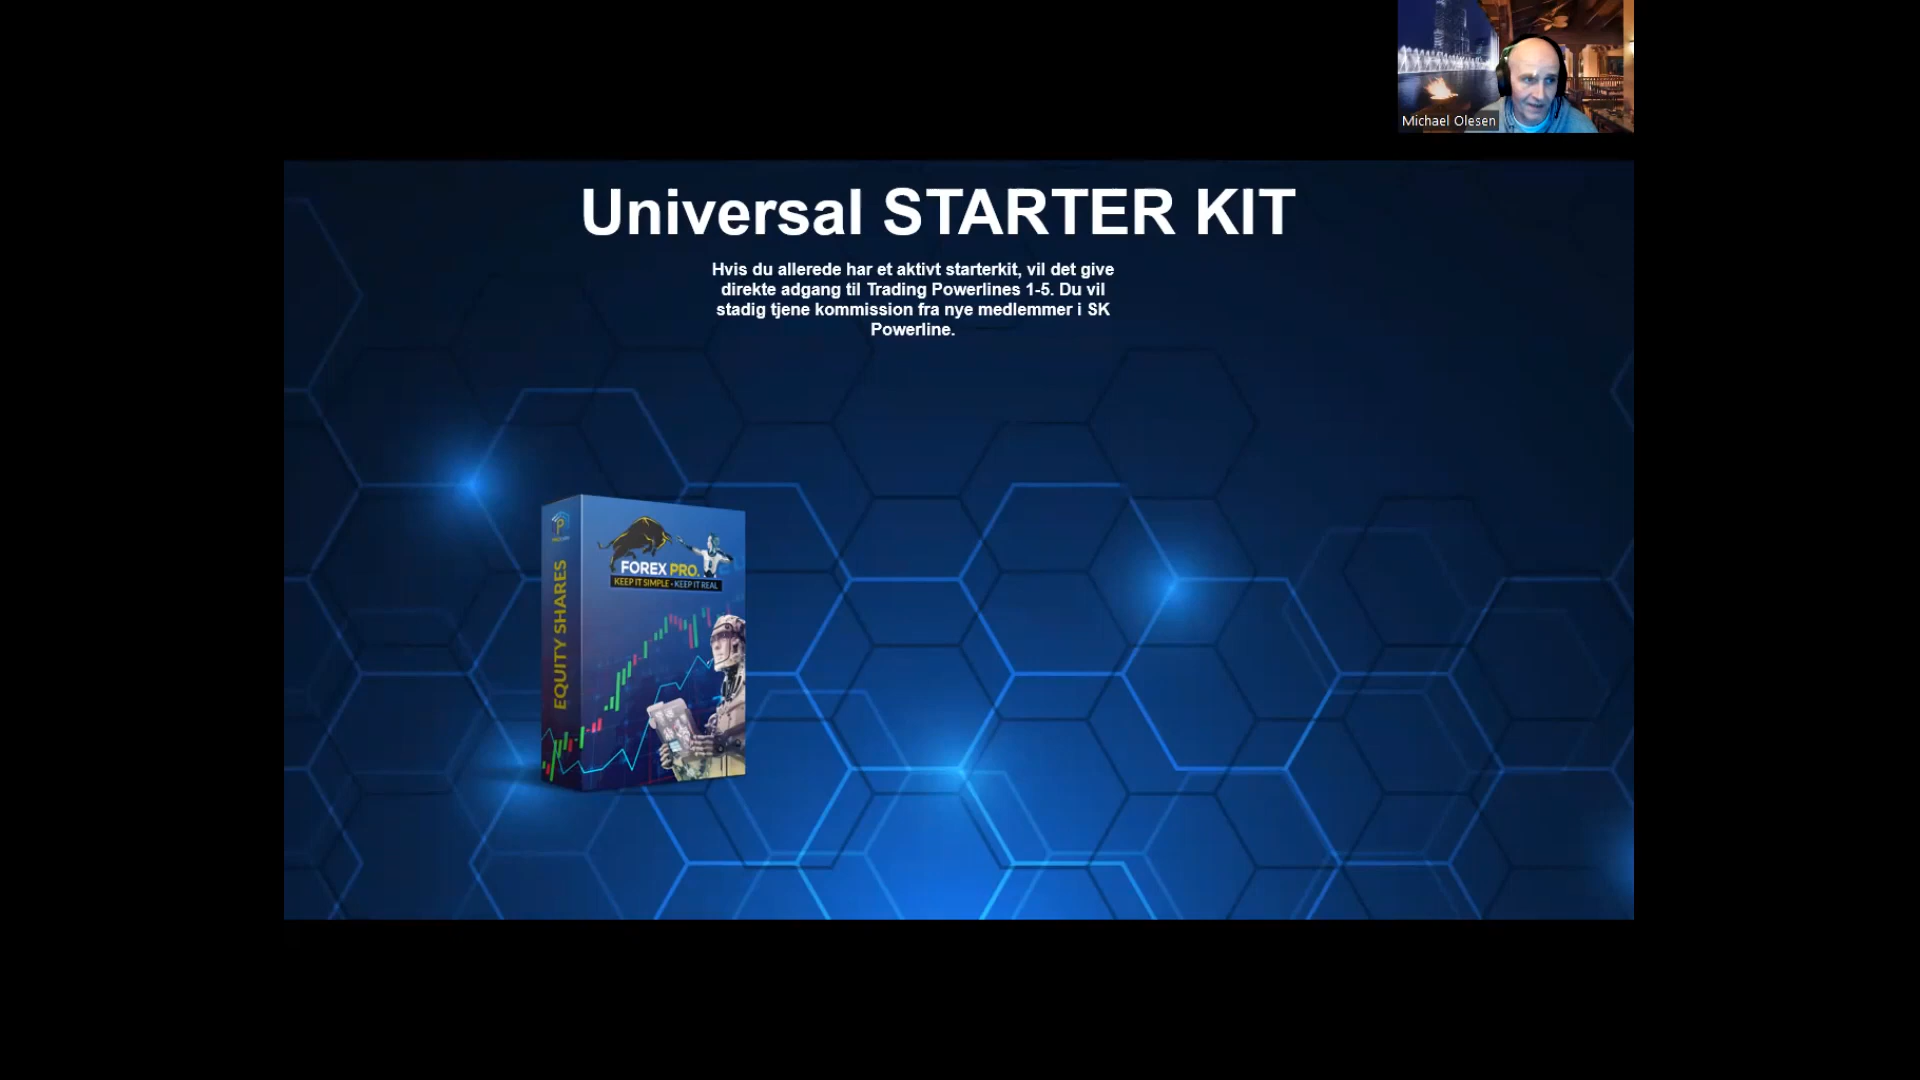 Michael Olesen
Universal STARTER KIT
Hvis du allerede har et aktivt starterkit, vil det give
direkte adgang til Trading Powerlines 1-5. Du vil
stadig tjene kommission fra nye medlemmer i SK
Powerline.
FOREX PRO.
KEEP IT SIMPLE • KEEP IT REAL
EQUITY SHARES